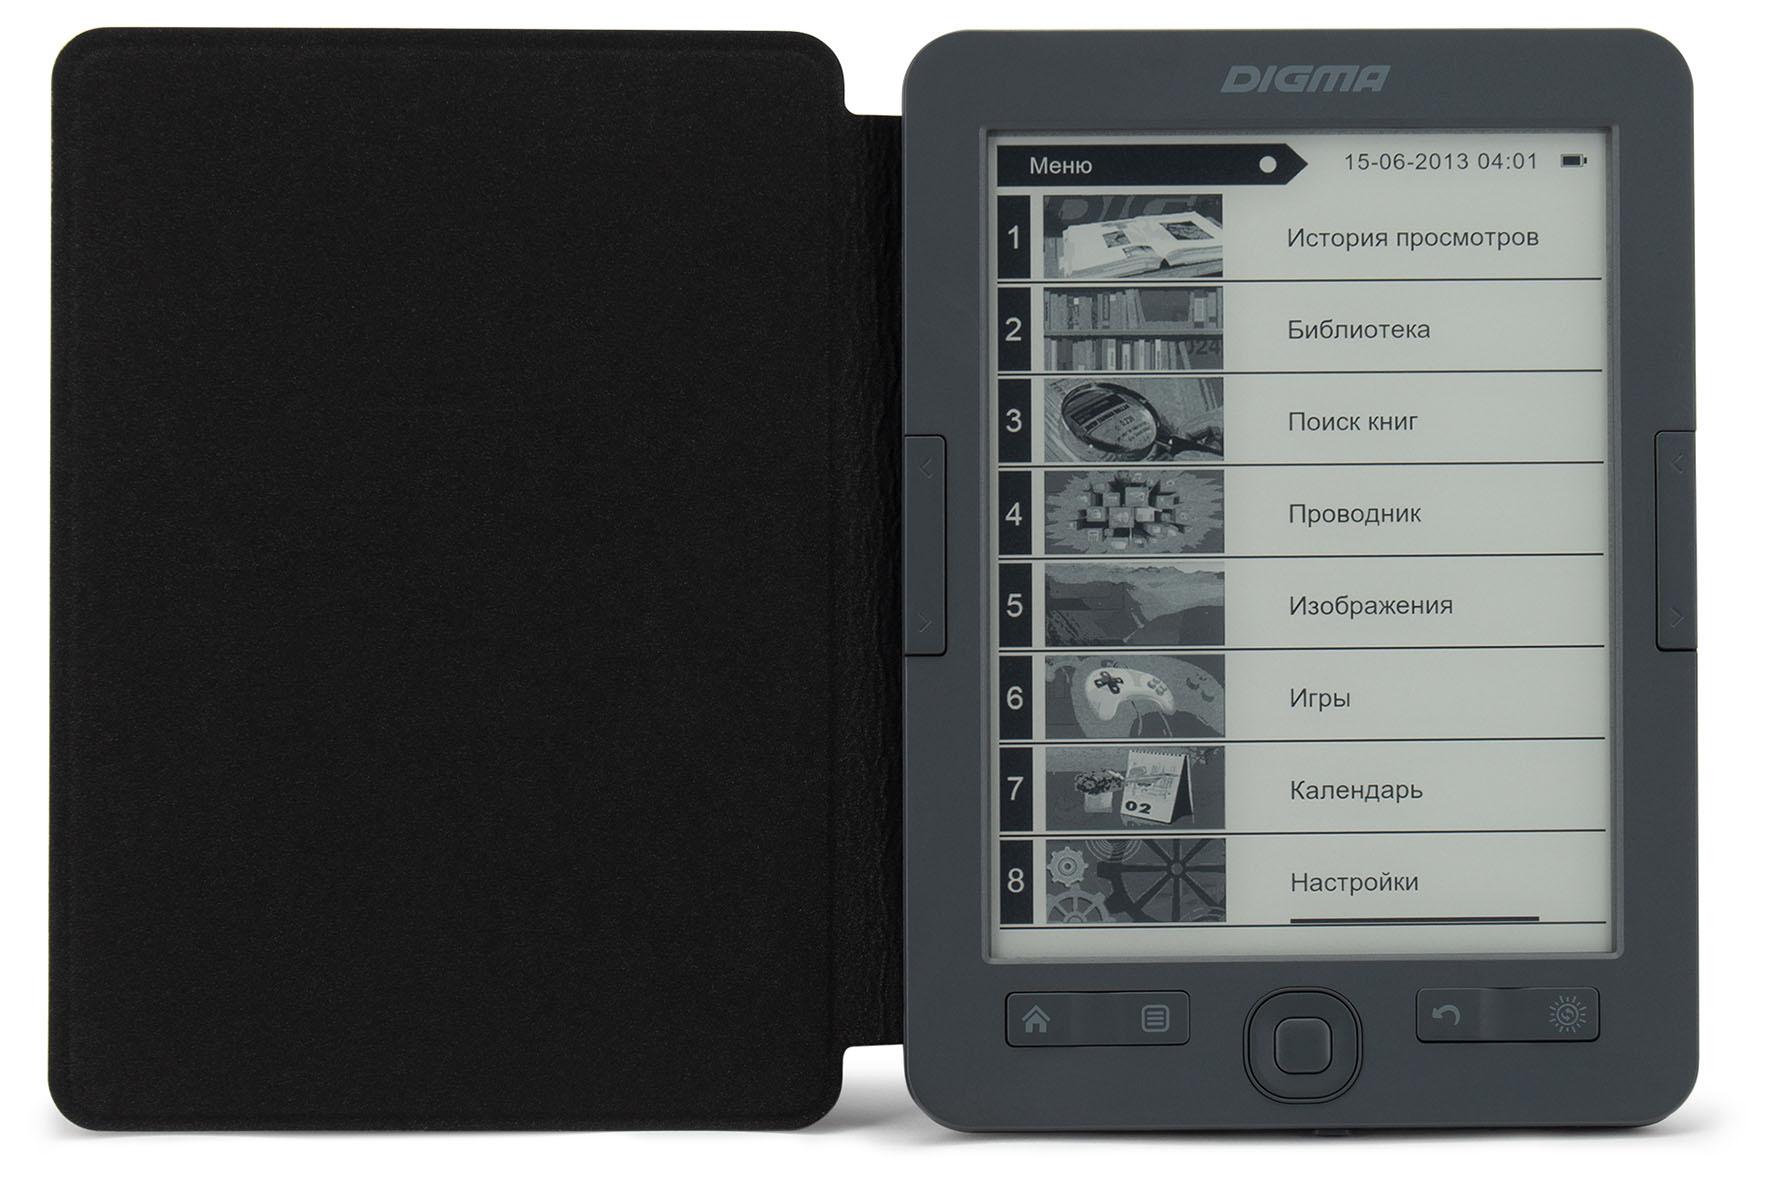 DIGMA
Меню 15-06-2013 04:01
1 История просмотров
2 Библиотека
3 Поиск книг
4 Проводник
5 Изображения
6 Игры
7 02 Календарь
8 Настройки